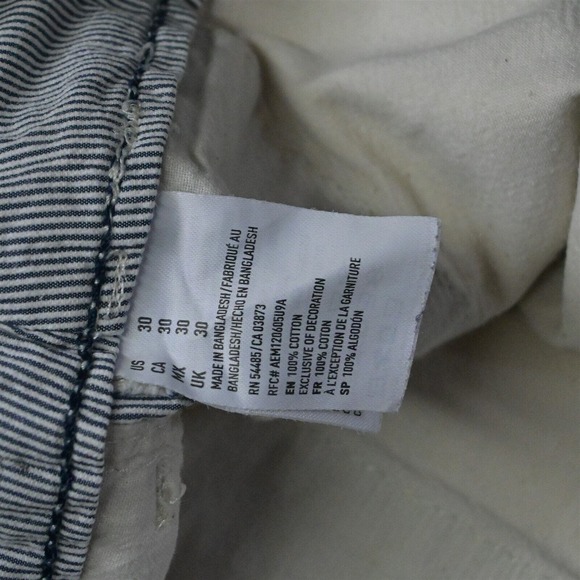 US 30
CA 30
MX 30
UK 30
MADE IN BANGLADESH/FABRIQUÉ AU
BANGLADESH/HECHO EN BANGLADESH
RN 54485/CA 03873
RFC# AEM120605U9A
EN 100% COTTON
EXCLUSIVE OF DECORATION
FR 100% COTON
À L'EXCEPTION DE LA GARNITURE
SP 100% ALGODÓN